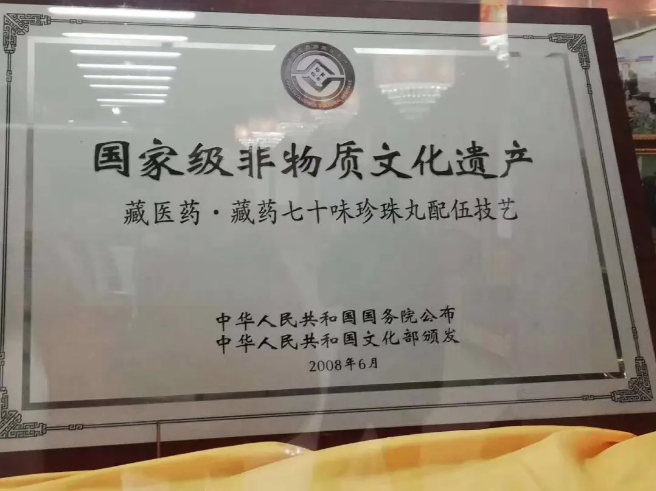 国家级非物质文化遗产
藏医药·藏药七十味珍珠丸配伍技艺
中华人民共和国国务院公布
中华人民共和国文化部颁发
2008年6月